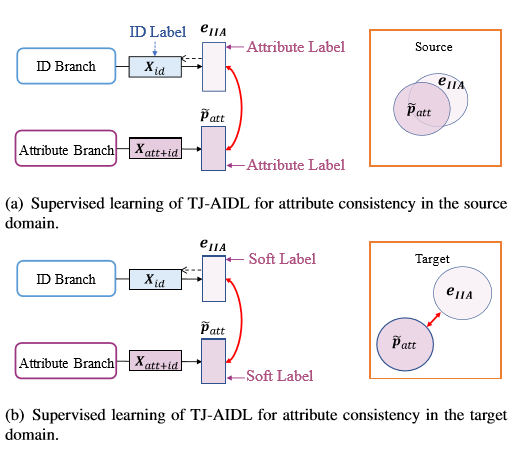 ID Label e_IIA
Attribute Label
ID Branch X_id
p̃_att
Attribute Branch X_att+id
Attribute Label
Source
e_IIA
p̃_att
(a) Supervised learning of TJ-AIDL for attribute consistency in the source
domain.
e_IIA
Soft Label
ID Branch X_id
p̃_att
Attribute Branch X_att+id
Soft Label
Target
e_IIA
p̃_att
(b) Supervised learning of TJ-AIDL for attribute consistency in the target
domain.